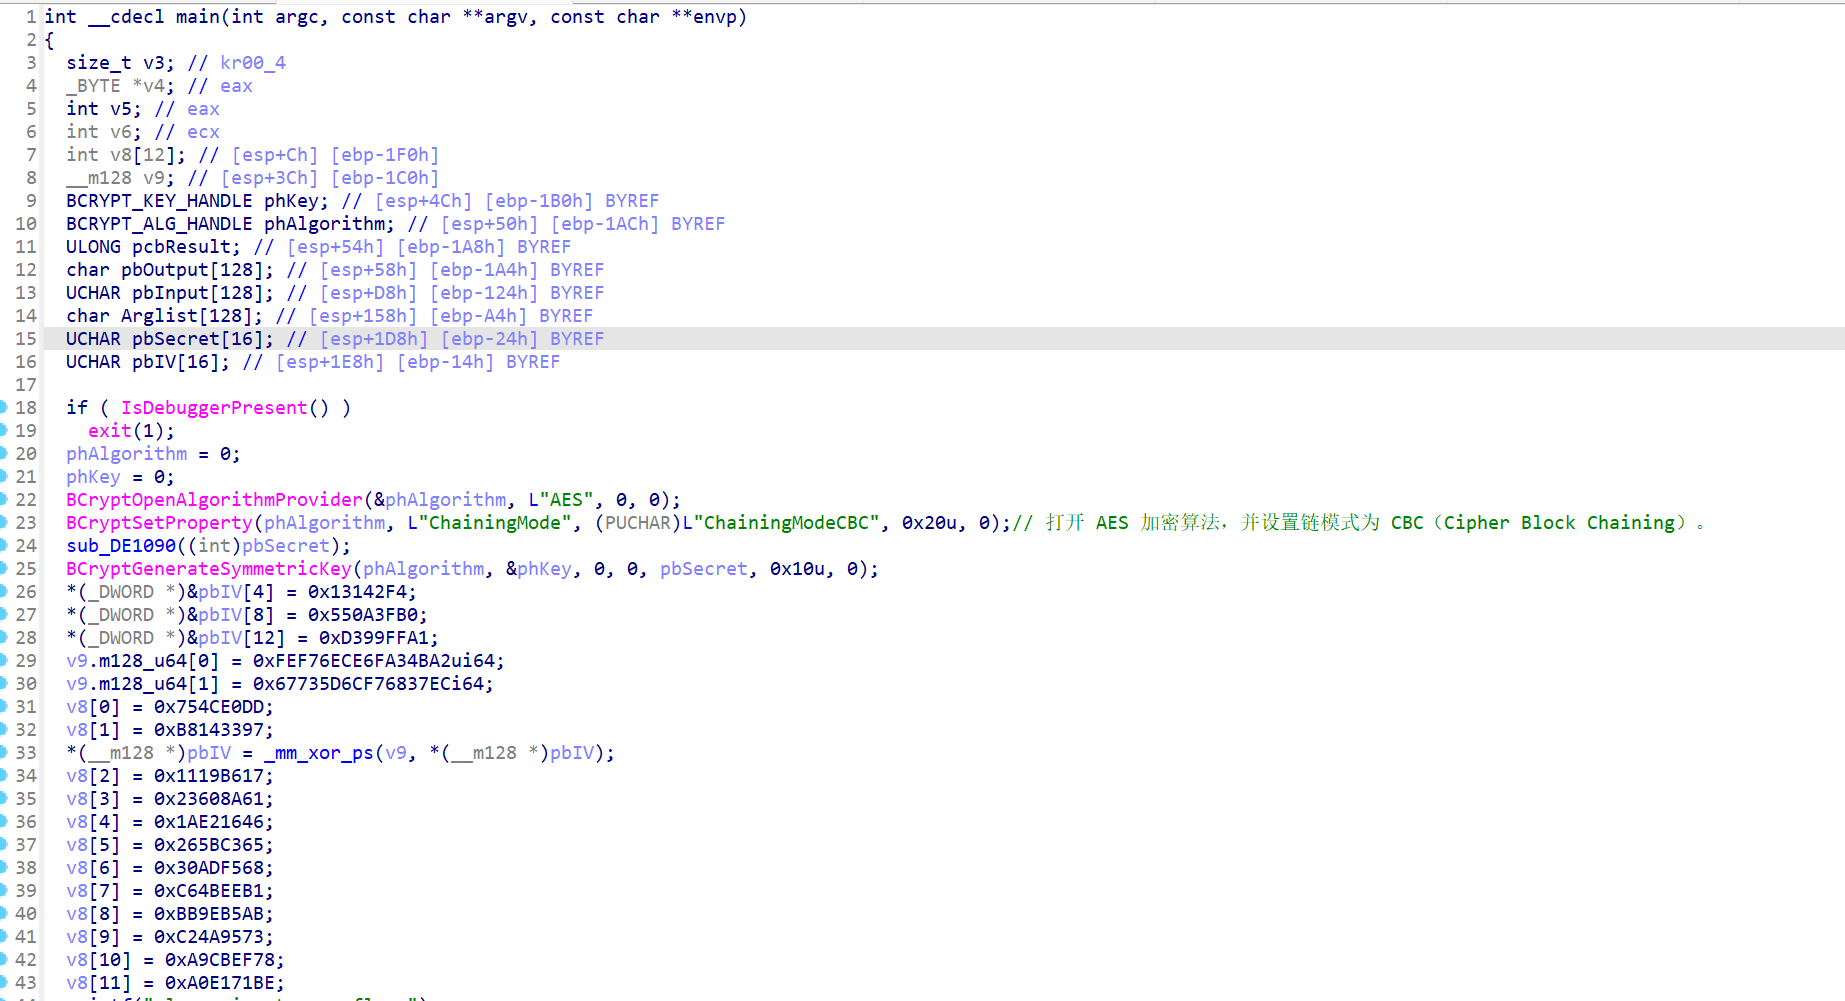 1 int __cdecl main(int argc, const char **argv, const char **envp)
2 {
3 size_t v3; // kr00_4
4 _BYTE *v4; // eax
5 int v5; // eax
6 int v6; // ecx
7 int v8[12]; // [esp+Ch] [ebp-1F0h]
8 __m128 v9; // [esp+3Ch] [ebp-1C0h]
9 BCRYPT_KEY_HANDLE phKey; // [esp+4Ch] [ebp-1B0h] BYREF
10 BCRYPT_ALG_HANDLE phAlgorithm; // [esp+50h] [ebp-1ACh] BYREF
11 ULONG pcbResult; // [esp+54h] [ebp-1A8h] BYREF
12 char pbOutput[128]; // [esp+58h] [ebp-1A4h] BYREF
13 UCHAR pbInput[128]; // [esp+D8h] [ebp-124h] BYREF
14 char Arglist[128]; // [esp+158h] [ebp-A4h] BYREF
15 UCHAR pbSecret[16]; // [esp+1D8h] [ebp-24h] BYREF
16 UCHAR pbIV[16]; // [esp+1E8h] [ebp-14h] BYREF
17
18 if ( IsDebuggerPresent() )
19 exit(1);
20 phAlgorithm = 0;
21 phKey = 0;
22 BCryptOpenAlgorithmProvider(&phAlgorithm, L"AES", 0, 0);
23 BCryptSetProperty(phAlgorithm, L"ChainingMode", (PUCHAR)L"ChainingModeCBC", 0x20u, 0);// 打开 AES 加密算法，并设置链模式为 CBC（Cipher Block Chaining）。
24 sub_DE1090((int)pbSecret);
25 BCryptGenerateSymmetricKey(phAlgorithm, &phKey, 0, 0, pbSecret, 0x10u, 0);
26 *(_DWORD *)&pbIV[4] = 0x13142F4;
27 *(_DWORD *)&pbIV[8] = 0x550A3FB0;
28 *(_DWORD *)&pbIV[12] = 0xD399FFA1;
29 v9.m128_u64[0] = 0xFEF76ECE6FA34BA2ui64;
30 v9.m128_u64[1] = 0x67735D6CF76837ECi64;
31 v8[0] = 0x754CE0DD;
32 v8[1] = 0xB8143397;
33 *(__m128 *)pbIV = _mm_xor_ps(v9, *(__m128 *)pbIV);
34 v8[2] = 0x1119B617;
35 v8[3] = 0x23608A61;
36 v8[4] = 0x1AE21646;
37 v8[5] = 0x265BC365;
38 v8[6] = 0x30ADF568;
39 v8[7] = 0xC64BEEB1;
40 v8[8] = 0xBB9EB5AB;
41 v8[9] = 0xC24A9573;
42 v8[10] = 0xA9CBEF78;
43 v8[11] = 0xA0E171BE;